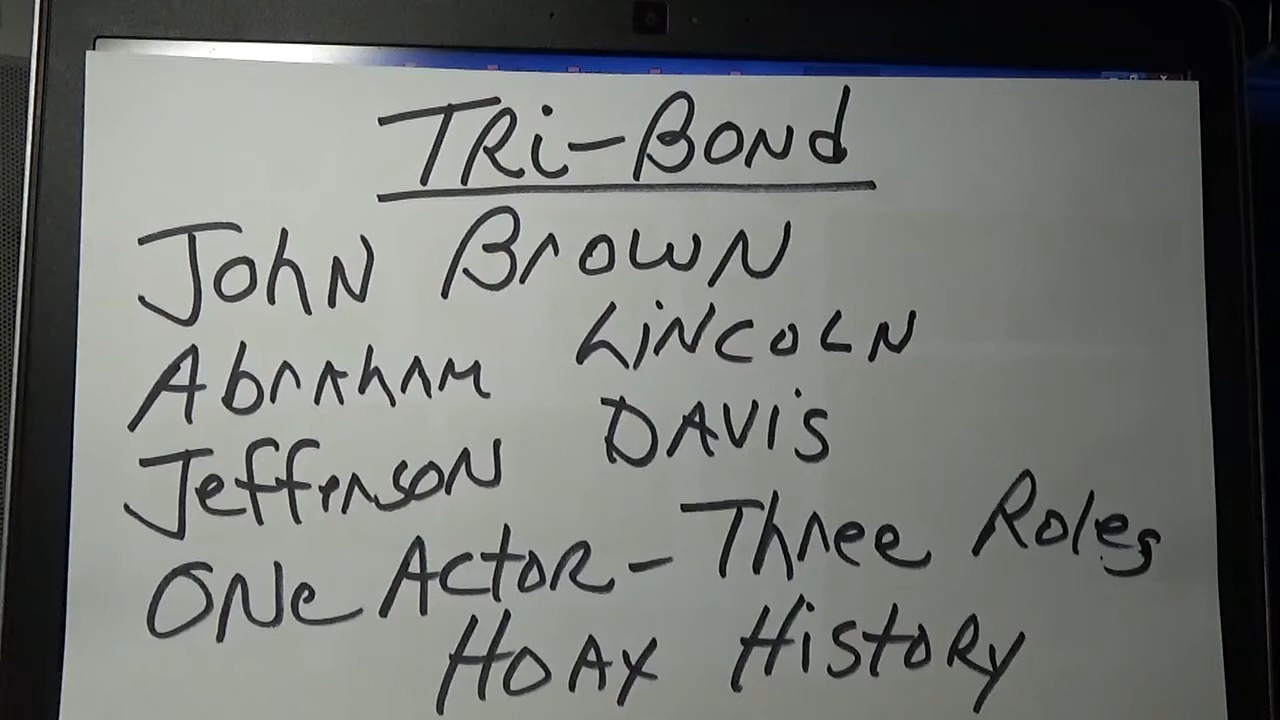 TRi-BONd
JohN BrowN
AbrAhAm LiNCOLN
JeffersoN DAViS
ONe ActoR - Three Roles
HOAX HistoRy